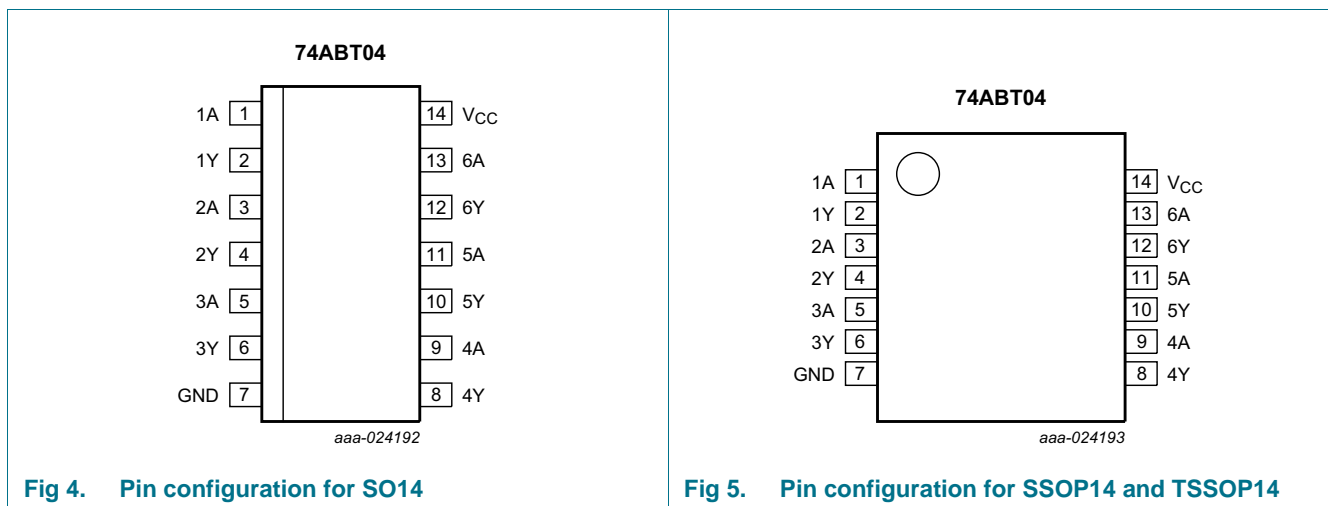 74ABT04
1A 1 14 VCC
1Y 2 13 6A
2A 3 12 6Y
2Y 4 11 5A
3A 5 10 5Y
3Y 6 9 4A
GND 7 8 4Y
aaa-024192
Fig 4. Pin configuration for SO14
74ABT04
1A 1 14 VCC
1Y 2 13 6A
2A 3 12 6Y
2Y 4 11 5A
3A 5 10 5Y
3Y 6 9 4A
GND 7 8 4Y
aaa-024193
Fig 5. Pin configuration for SSOP14 and TSSOP14